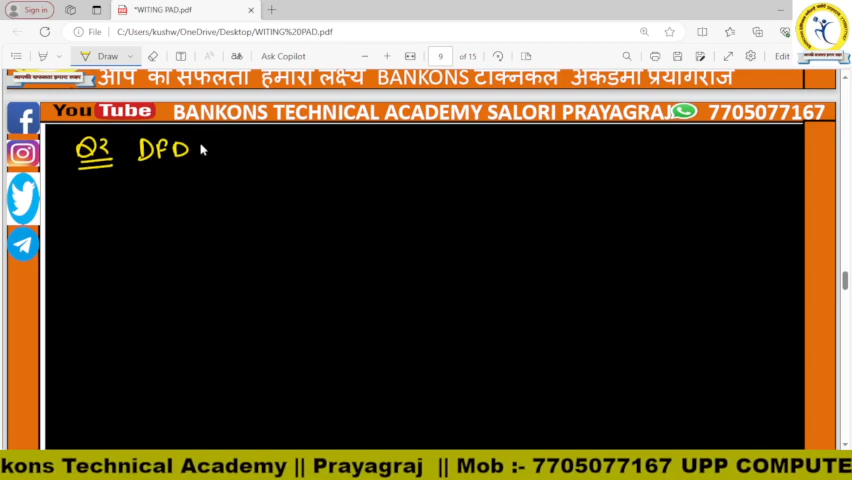 Sign in
*WITING PAD.pdf
File
C:/Users/kushw/OneDrive/Desktop/WITING%20PAD.pdf
Draw
Ask Copilot
9 of 15
Edit
आप की सफलता हमारा लक्ष्य BANKONS टेक्निकल अकैडमी प्रयागराज
YouTube BANKONS TECHNICAL ACADEMY SALORI PRAYAGRAJ 7705077167
Q2 DFD
kons Technical Academy || Prayagraj || Mob :- 7705077167 UPP COMPUTE